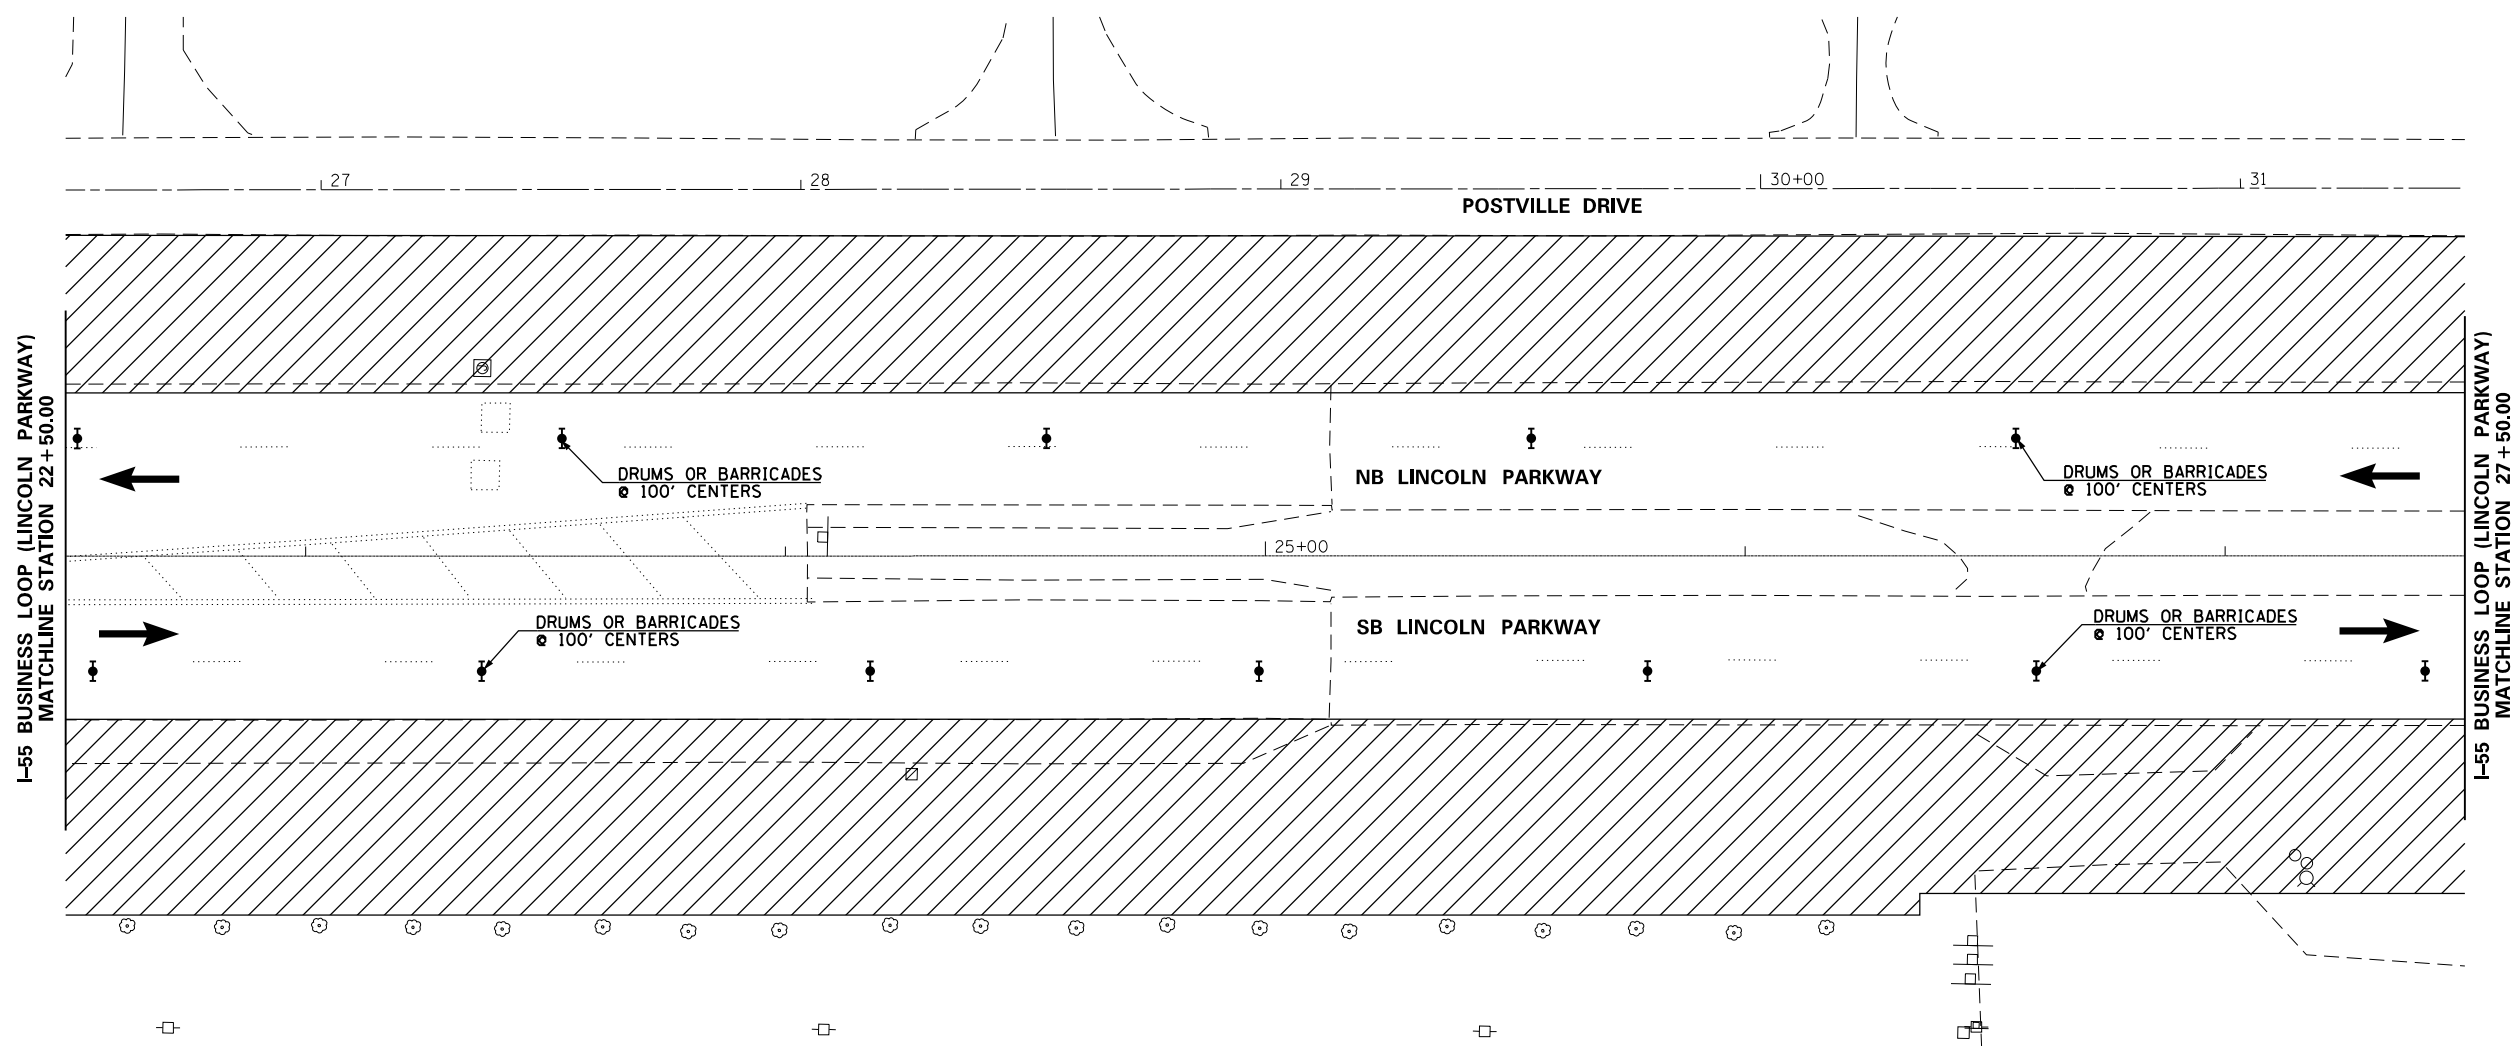 27
28
29
30+00
31
POSTVILLE DRIVE
I-55 BUSINESS LOOP (LINCOLN PARKWAY)
MATCHLINE STATION 22+50.00
DRUMS OR BARRICADES
@ 100' CENTERS
NB LINCOLN PARKWAY
DRUMS OR BARRICADES
@ 100' CENTERS
25+00
DRUMS OR BARRICADES
@ 100' CENTERS
SB LINCOLN PARKWAY
DRUMS OR BARRICADES
@ 100' CENTERS
I-55 BUSINESS LOOP (LINCOLN PARKWAY)
MATCHLINE STATION 27+50.00